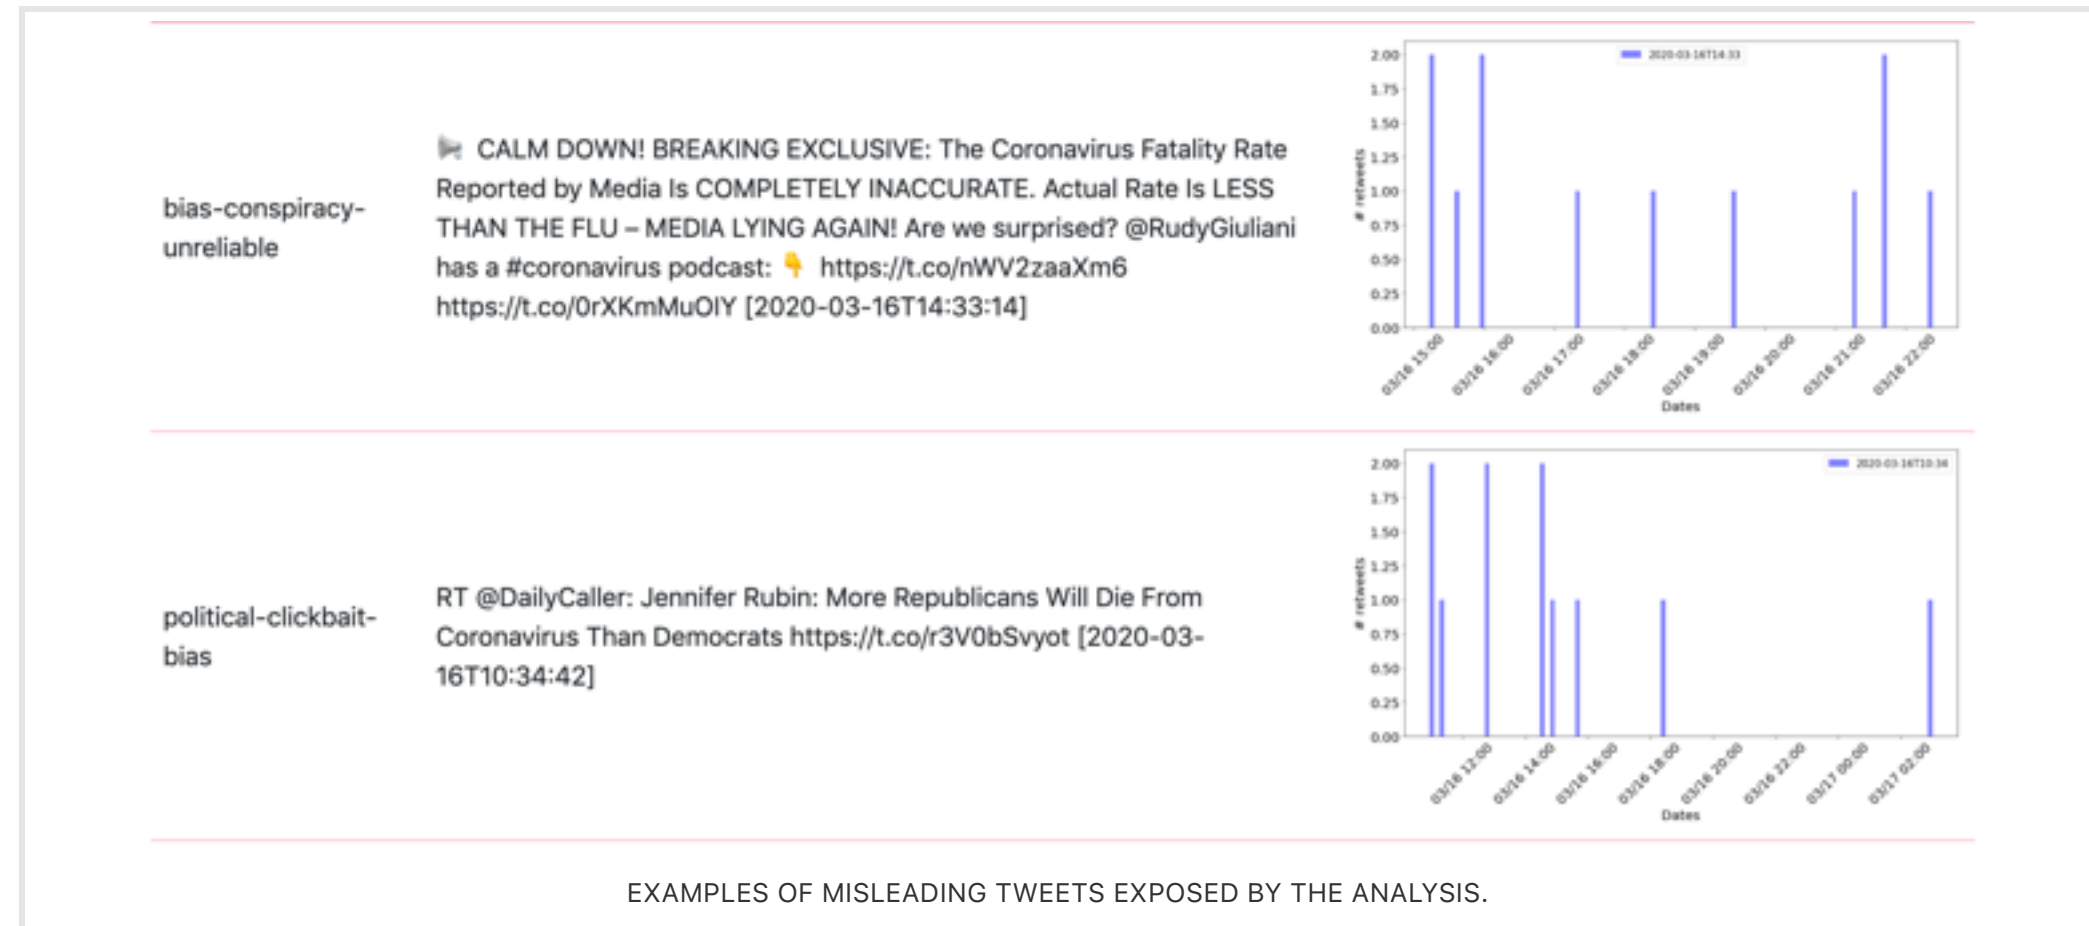 bias-conspiracy-
unreliable
CALM DOWN! BREAKING EXCLUSIVE: The Coronavirus Fatality Rate
Reported by Media Is COMPLETELY INACCURATE. Actual Rate Is LESS
THAN THE FLU – MEDIA LYING AGAIN! Are we surprised? @RudyGiuliani
has a #coronavirus podcast: 👇 https://t.co/nWV2zaaXm6
https://t.co/0rXKmMuOIY [2020-03-16T14:33:14]
2020-03-16T14:33
# retweets
2.00
1.75
1.50
1.25
1.00
0.75
0.50
0.25
0.00
03/16 15:00
03/16 16:00
03/16 17:00
03/16 18:00
03/16 19:00
03/16 20:00
03/16 21:00
03/16 22:00
Dates
political-clickbait-
bias
RT @DailyCaller: Jennifer Rubin: More Republicans Will Die From
Coronavirus Than Democrats https://t.co/r3V0bSvyot [2020-03-
16T10:34:42]
2020-03-16T10:34
# retweets
2.00
1.75
1.50
1.25
1.00
0.75
0.50
0.25
0.00
03/16 12:00
03/16 14:00
03/16 16:00
03/16 18:00
03/16 20:00
03/16 22:00
03/17 00:00
03/17 02:00
Dates
EXAMPLES OF MISLEADING TWEETS EXPOSED BY THE ANALYSIS.